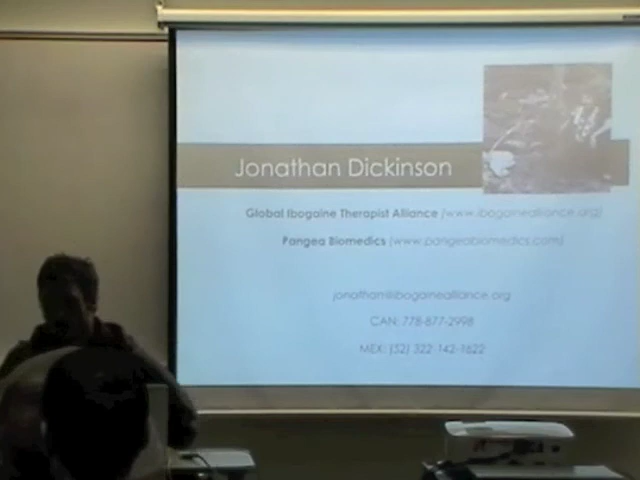 Jonathan Dickinson
Global Ibogaine Therapist Alliance (www.ibogainealliance.org)
Pangea Biomedics (www.pangeabiomedics.com)
jonathan@ibogainealliance.org
CAN: 778-877-2998
MEX: (52) 322-142-1622